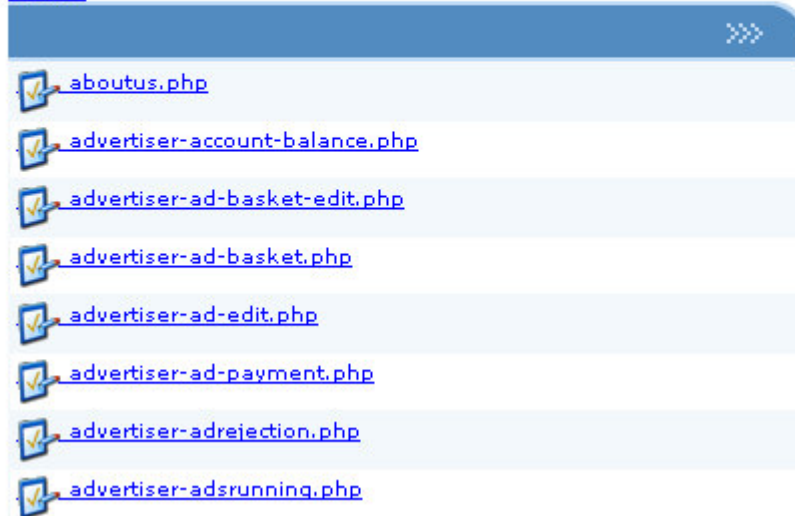 >>>
aboutus.php
advertiser-account-balance.php
advertiser-ad-basket-edit.php
advertiser-ad-basket.php
advertiser-ad-edit.php
advertiser-ad-payment.php
advertiser-adrejection.php
advertiser-adsrunning.php